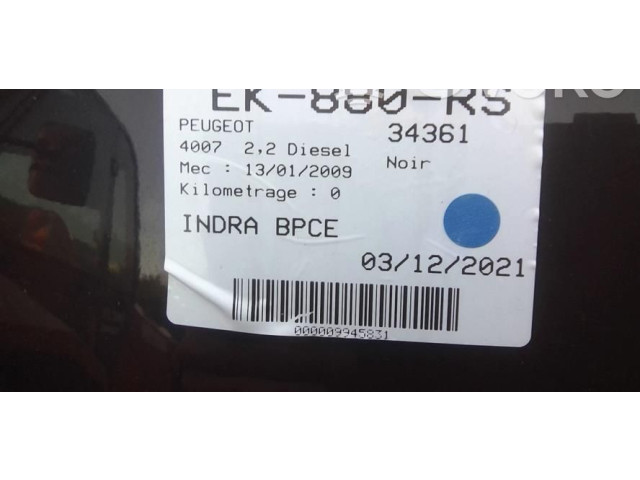 EK-880-RS
PEUGEOT 34361
4007 2,2 Diesel Noir
Mec : 13/01/2009
Kilometrage : 0
INDRA BPCE
03/12/2021
000009945831